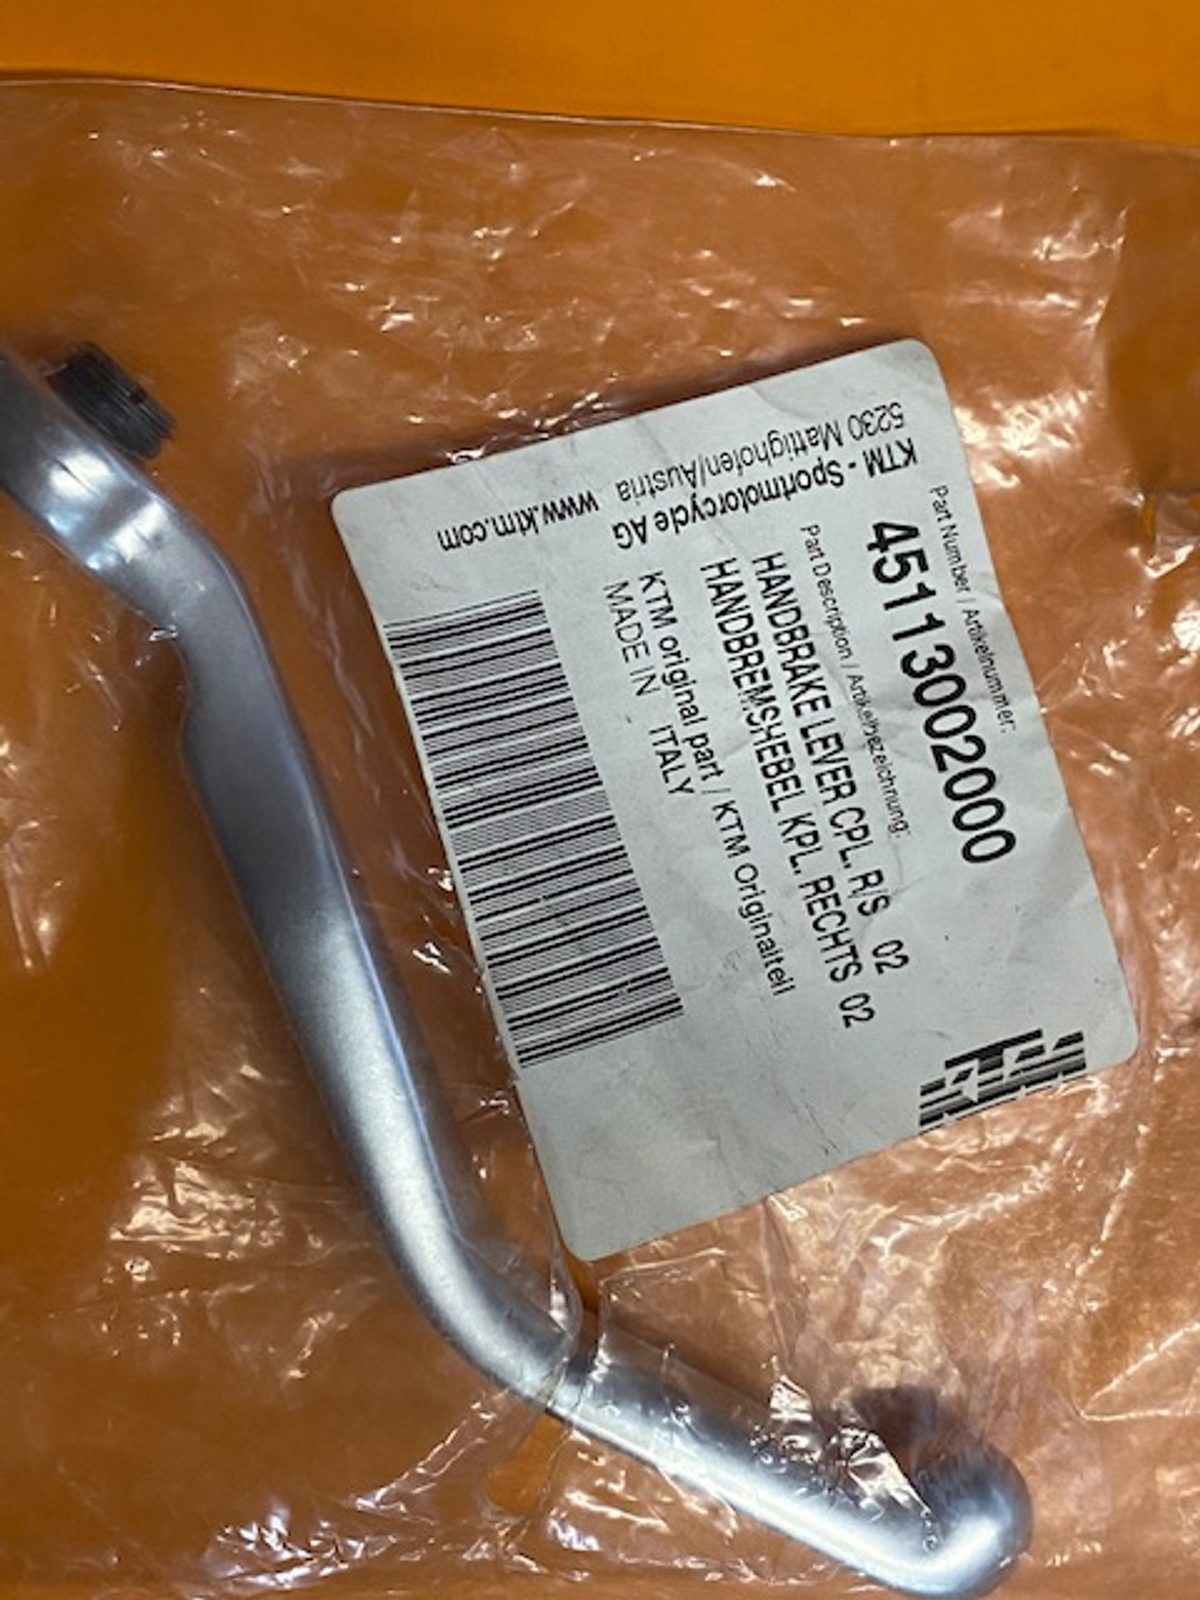 Part Number / Artikelnummer:
45113002000
Part Description / Artikelbezeichnung:
HANDBRAKE LEVER CPL. R/S 02
HANDBREMSHEBEL KPL. RECHTS 02
KTM original part / KTM Originalteil
MADE IN ITALY
KTM - Sportmotorcycle AG
5230 Mattighofen/Austria
www.ktm.com